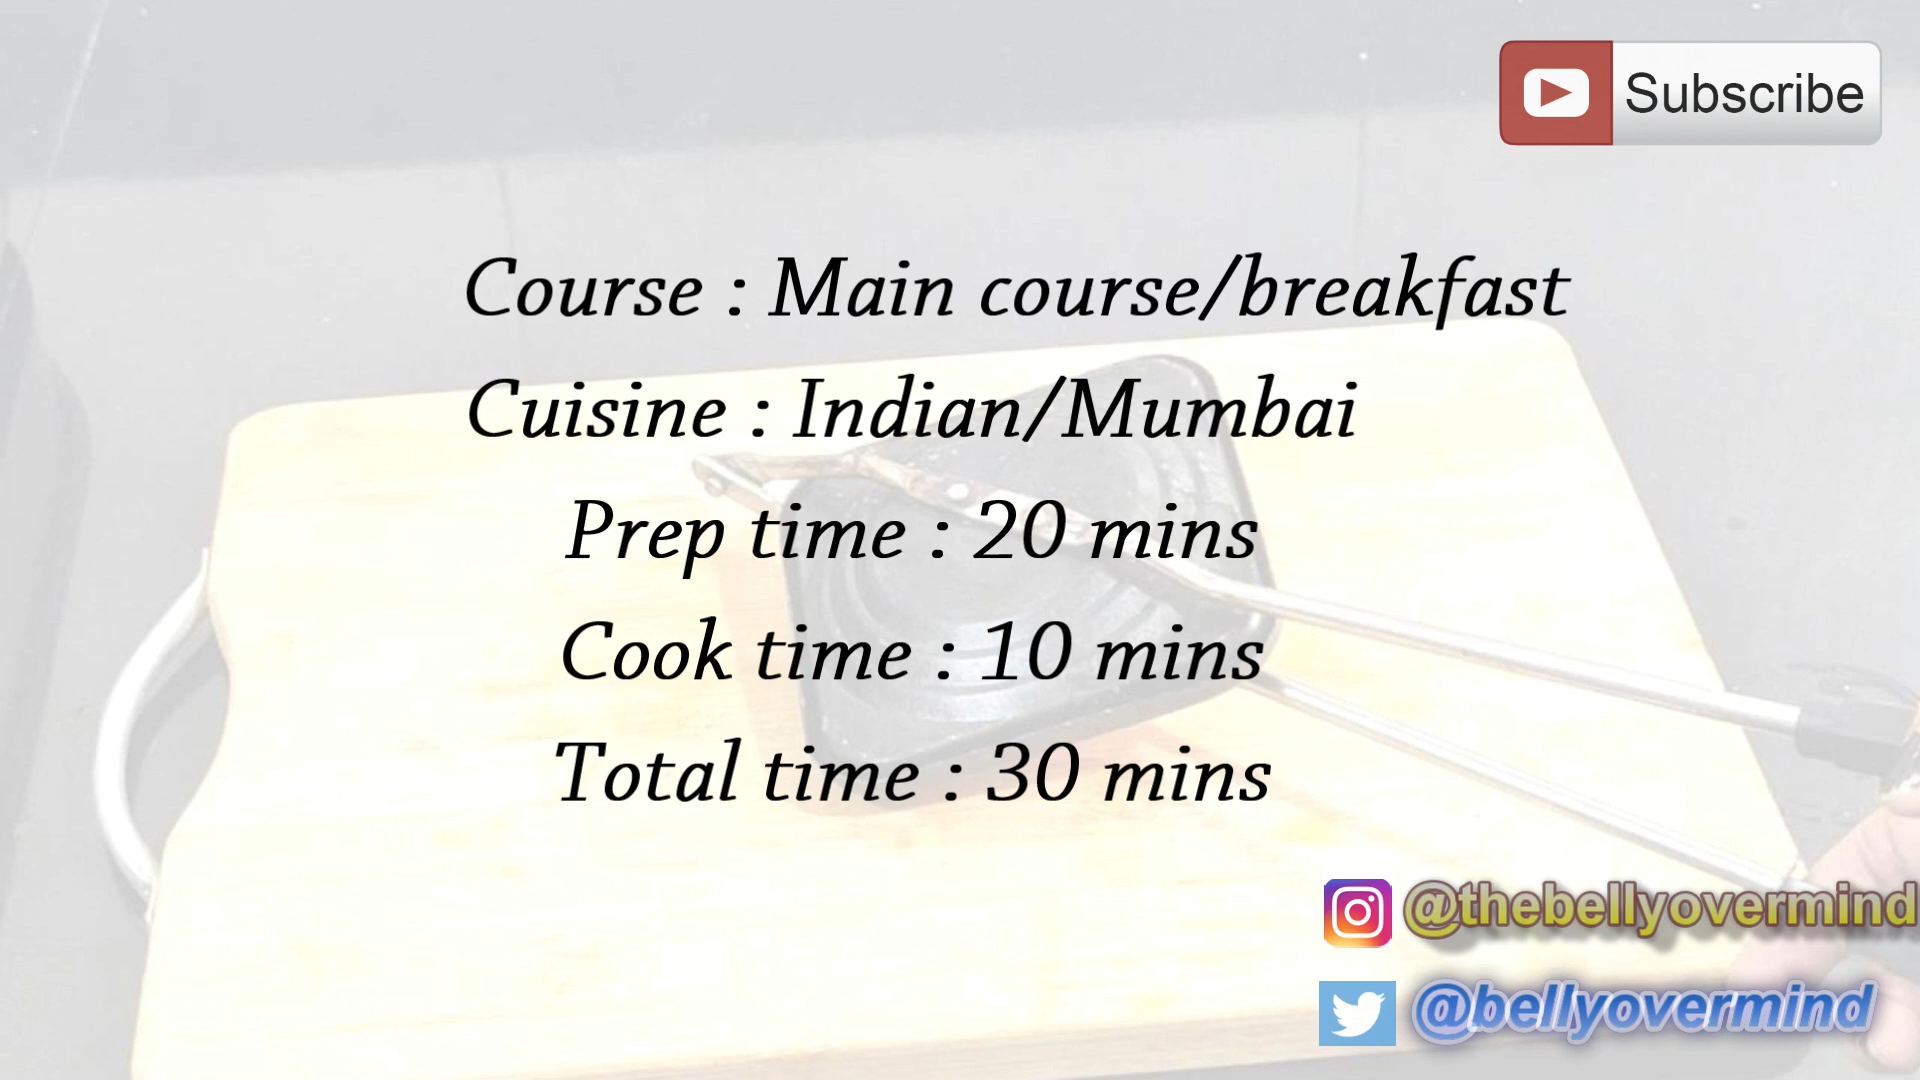 Subscribe
Course : Main course/breakfast
Cuisine : Indian/Mumbai
Prep time : 20 mins
Cook time : 10 mins
Total time : 30 mins
@thebellyovermind
@bellyovermind